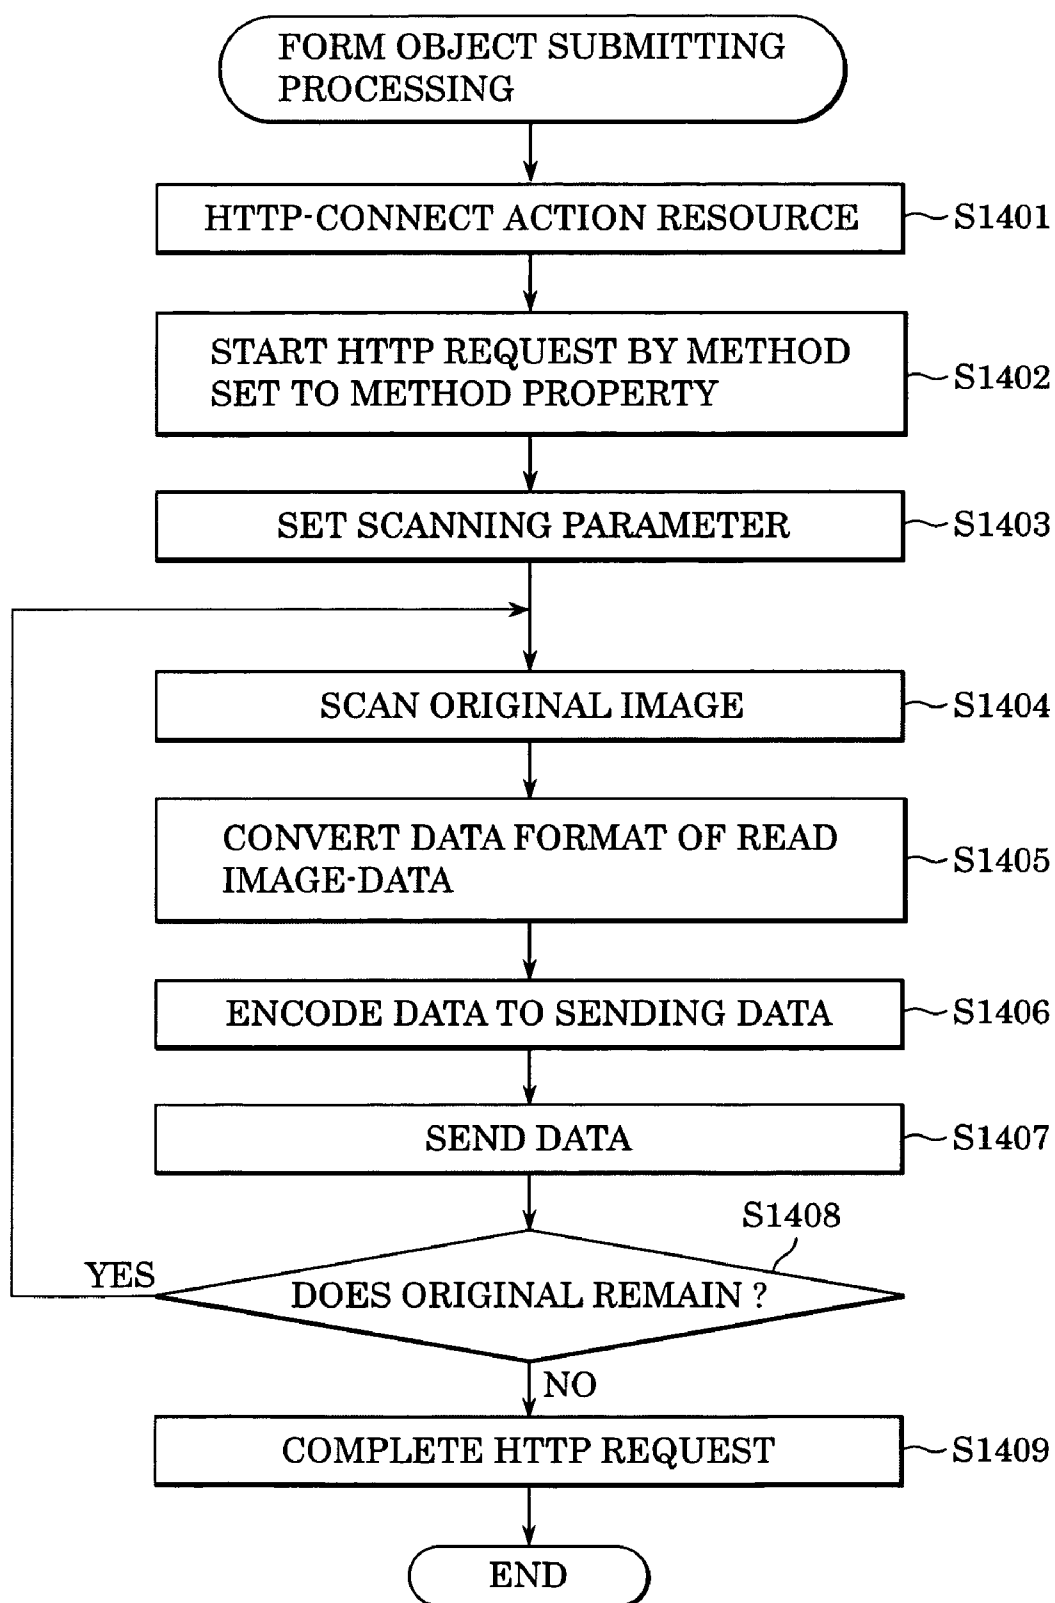 FORM OBJECT SUBMITTING
PROCESSING
HTTP-CONNECT ACTION RESOURCE
S1401
START HTTP REQUEST BY METHOD
SET TO METHOD PROPERTY
S1402
SET SCANNING PARAMETER
S1403
SCAN ORIGINAL IMAGE
S1404
CONVERT DATA FORMAT OF READ
IMAGE-DATA
S1405
ENCODE DATA TO SENDING DATA
S1406
SEND DATA
S1407
S1408
YES
DOES ORIGINAL REMAIN ?
NO
COMPLETE HTTP REQUEST
S1409
END